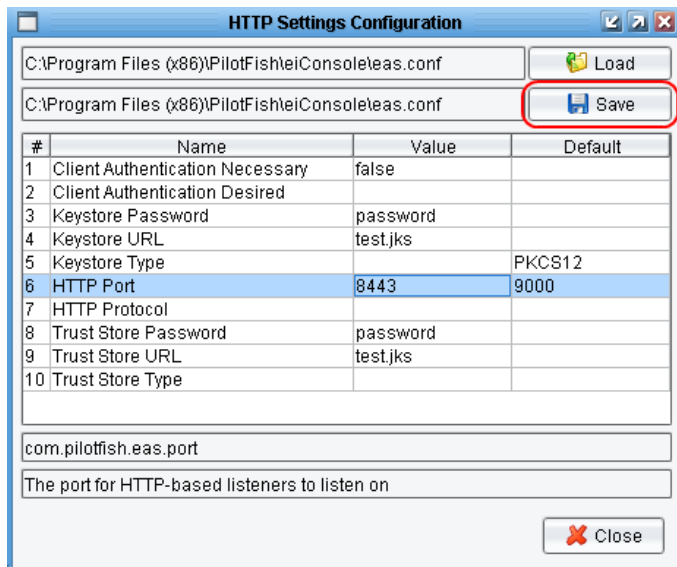 HTTP Settings Configuration
C:\Program Files (x86)\PilotFish\eiConsole\eas.conf Load
C:\Program Files (x86)\PilotFish\eiConsole\eas.conf Save
# Name Value Default
1 Client Authentication Necessary false
2 Client Authentication Desired
3 Keystore Password password
4 Keystore URL test.jks
5 Keystore Type PKCS12
6 HTTP Port 8443 9000
7 HTTP Protocol
8 Trust Store Password password
9 Trust Store URL test.jks
10 Trust Store Type
com.pilotfish.eas.port
The port for HTTP-based listeners to listen on
Close